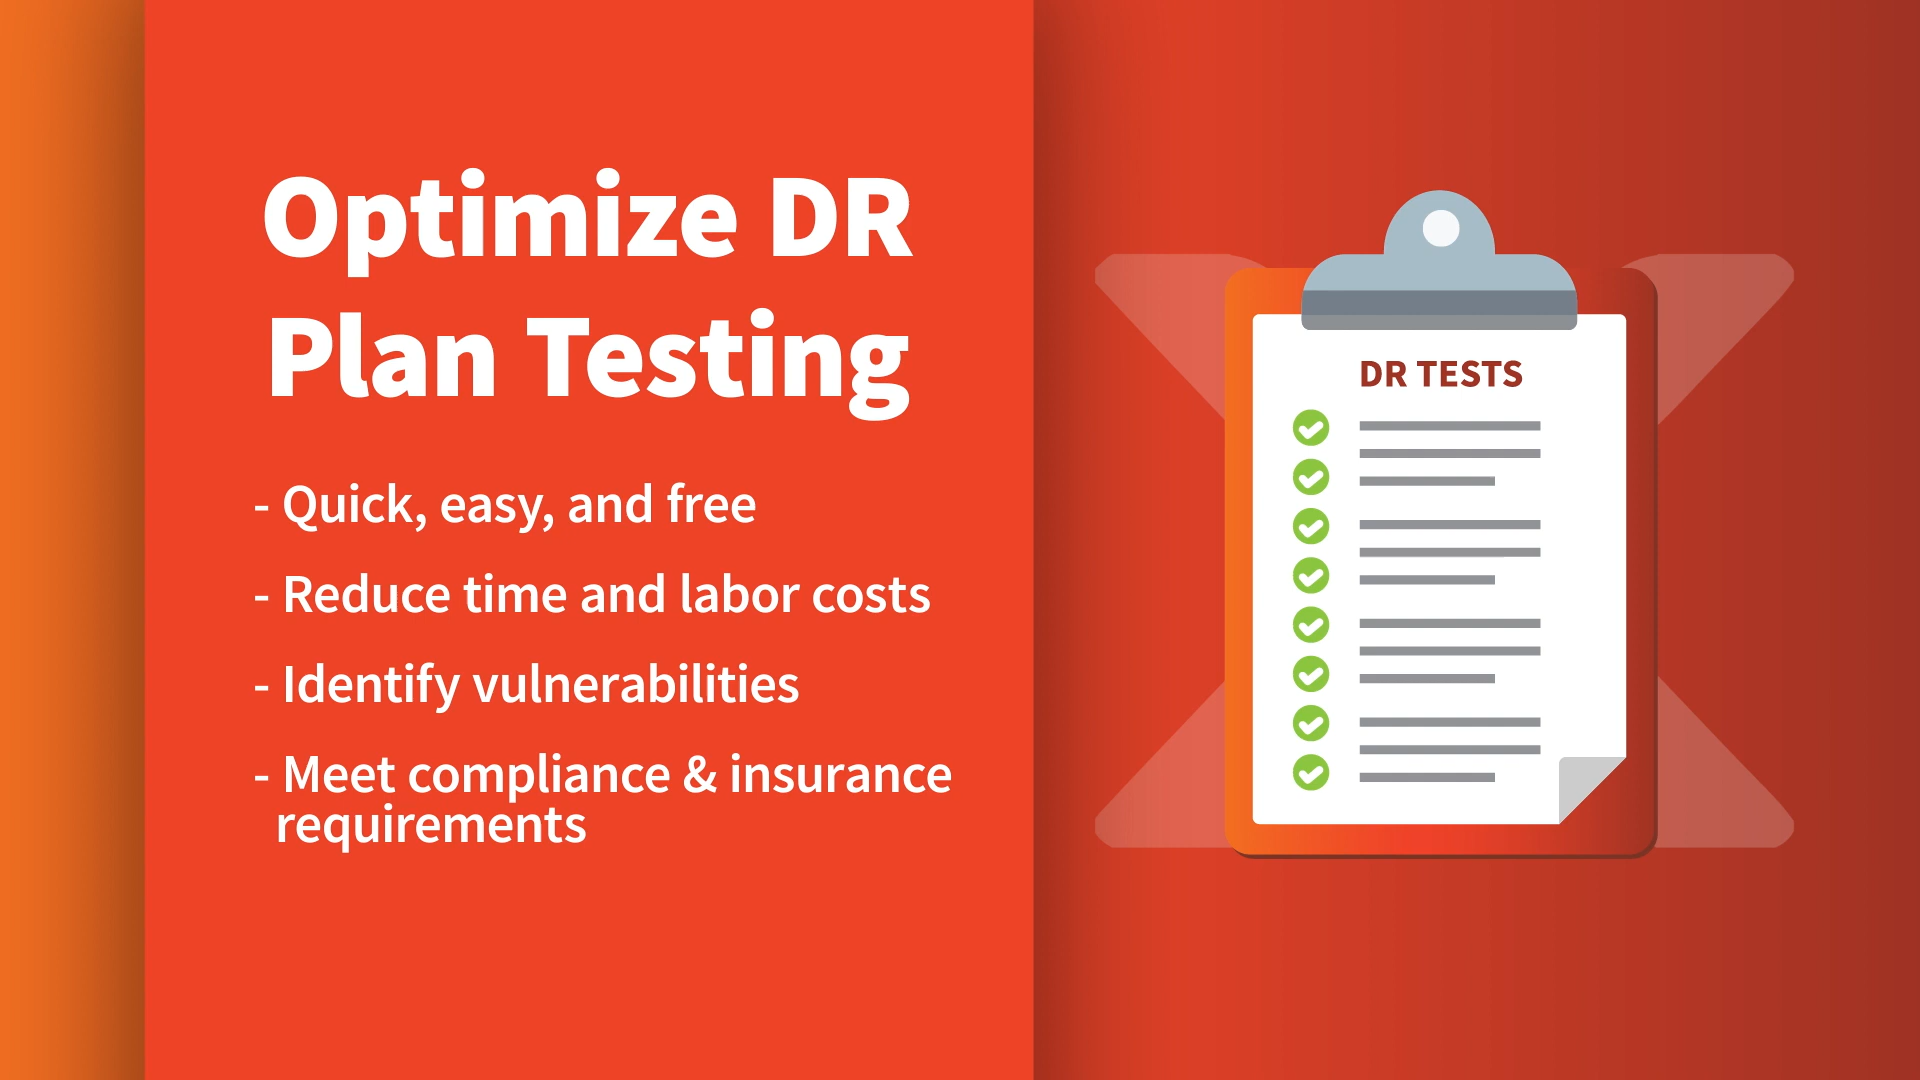 Optimize DR
Plan Testing
- Quick, easy, and free
- Reduce time and labor costs
- Identify vulnerabilities
- Meet compliance & insurance
requirements
DR TESTS